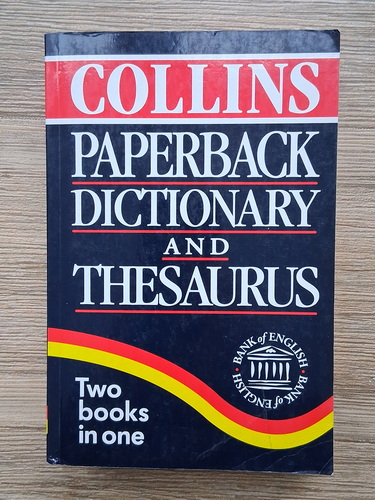 COLLINS
PAPERBACK
DICTIONARY
AND
THESAURUS
BANK of ENGLISH • BANK of ENGLISH •
Two
books
in one